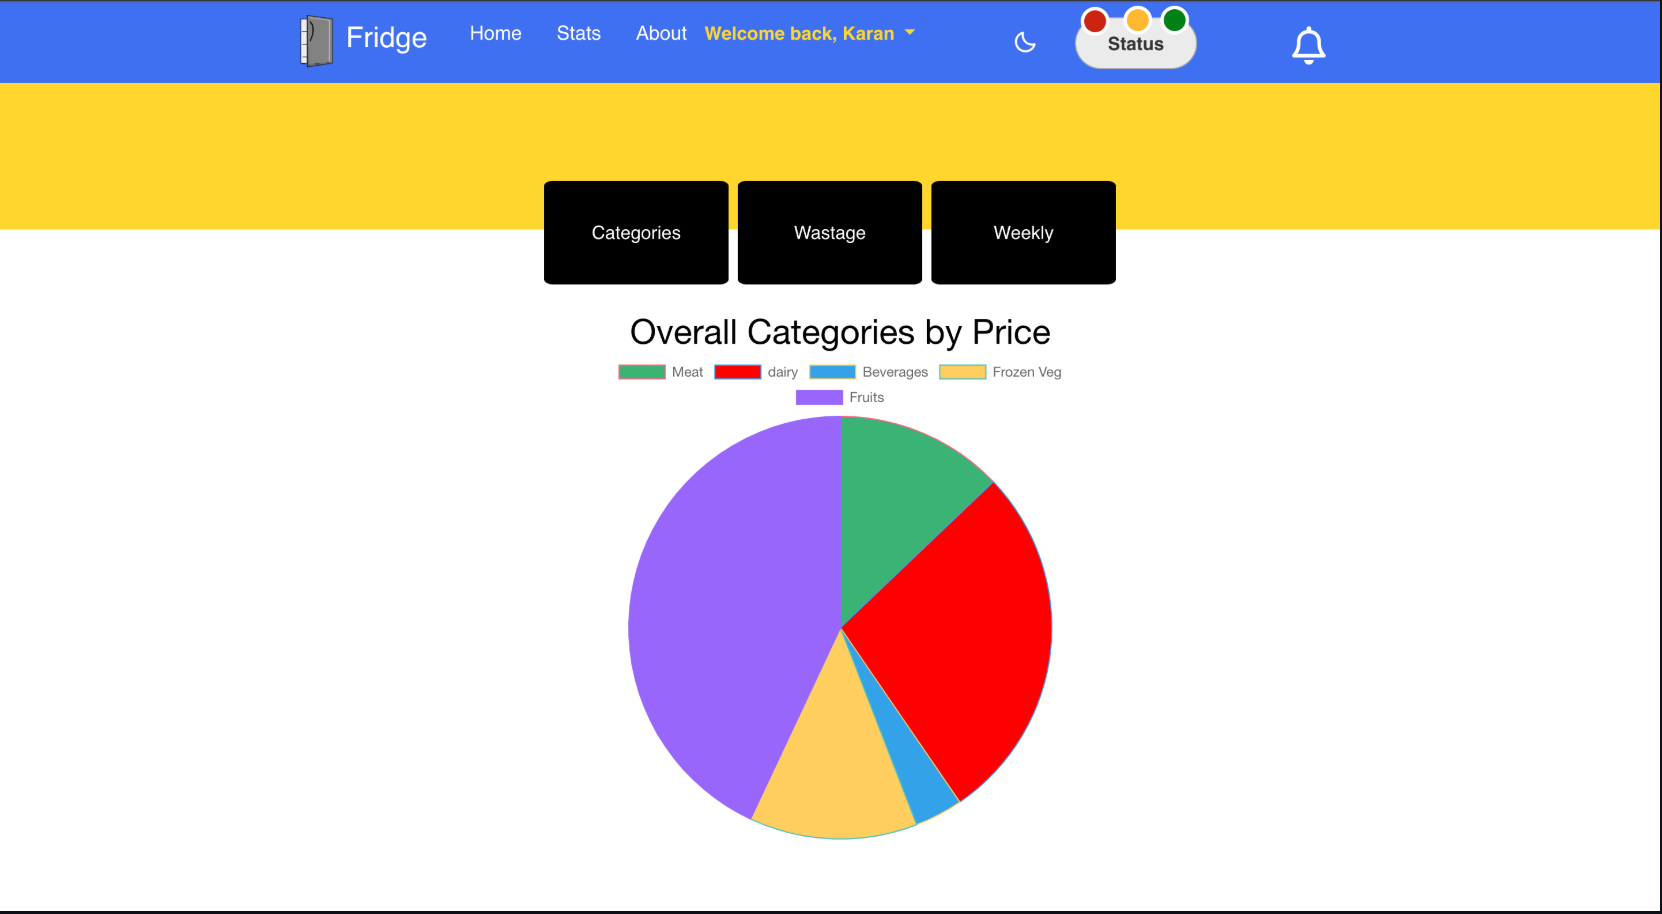 Fridge Home Stats About Welcome back, Karan Status
Categories Wastage Weekly
Overall Categories by Price
Meat dairy Beverages Frozen Veg
Fruits